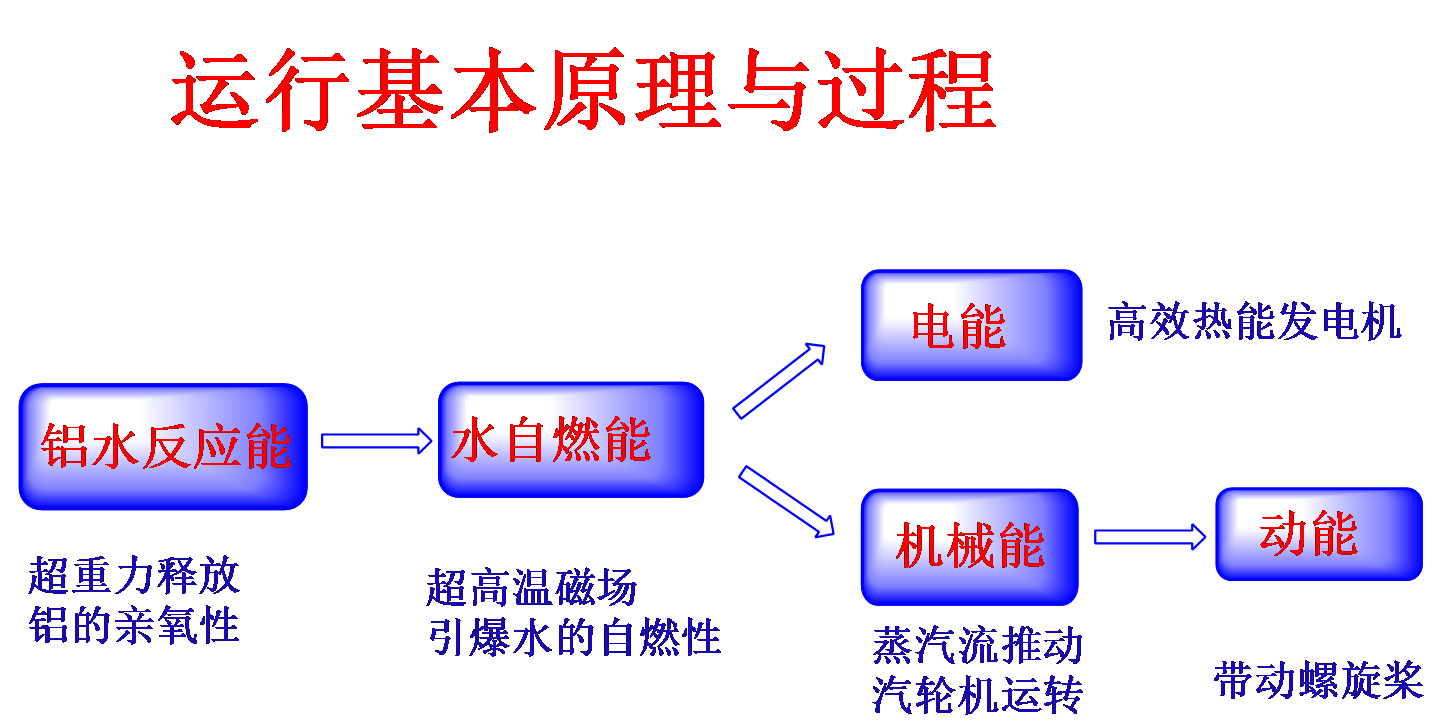 运行基本原理与过程
电能
高效热能发电机
铝水反应能
水自燃能
超重力释放
铝的亲氧性
超高温磁场
引爆水的自燃性
机械能
动能
蒸汽流推动
汽轮机运转
带动螺旋桨